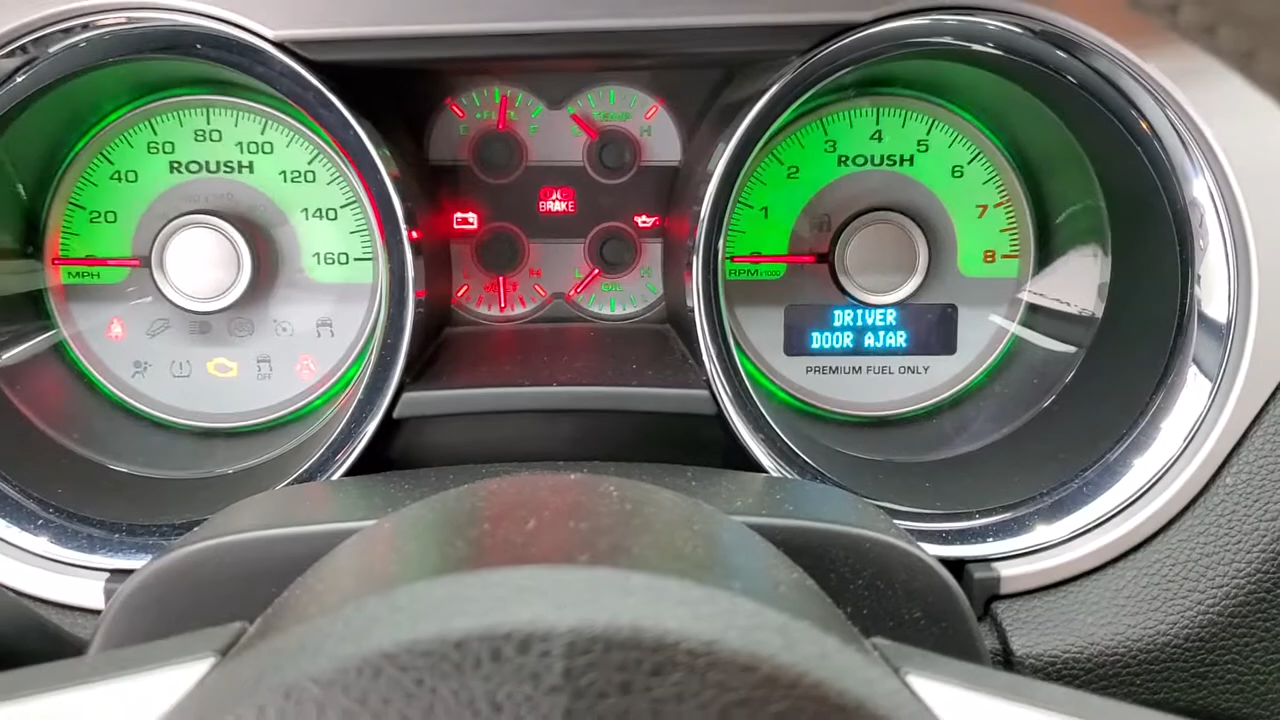 80
60
100
ROUSH
40
120
20
140
160
MPH
OFF
FUEL
E
F
TEMP
H
BRAKE
L
H
VOLT
L
H
OIL
4
3
5
ROUSH
2
6
1
7
8
RPM x1000
DRIVER
DOOR AJAR
PREMIUM FUEL ONLY